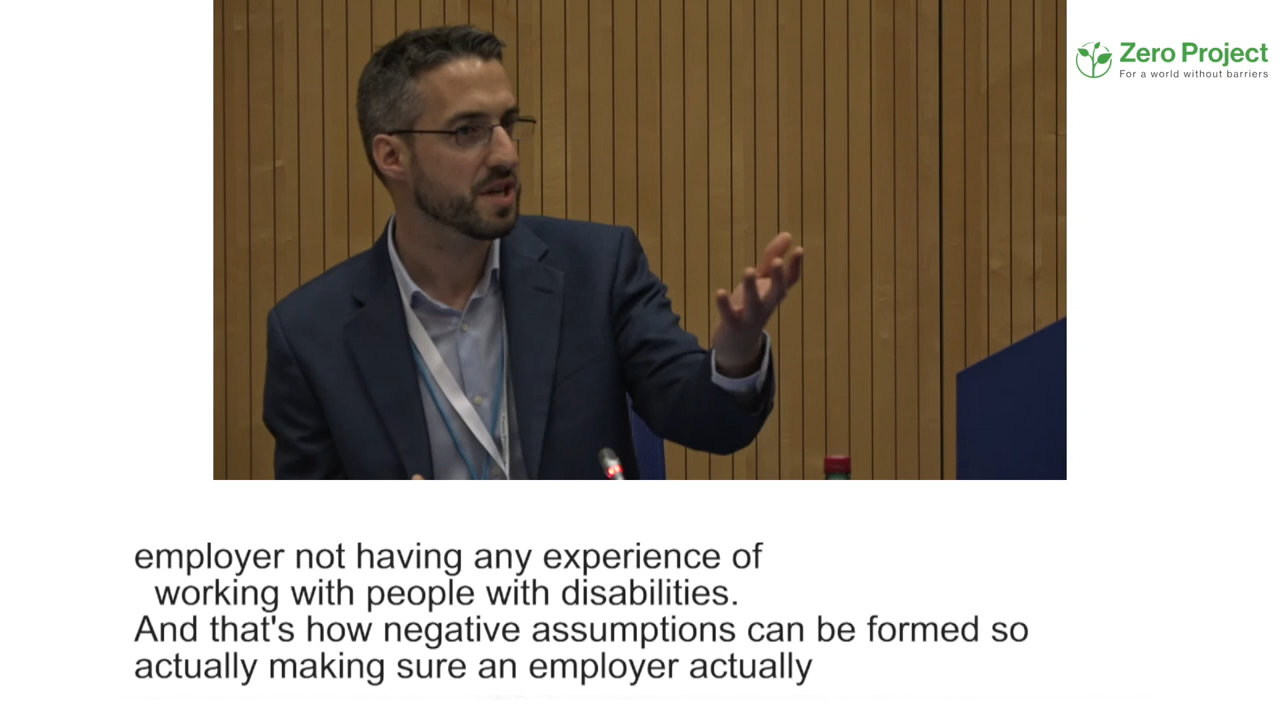 Zero Project
For a world without barriers
employer not having any experience of
working with people with disabilities.
And that's how negative assumptions can be formed so
actually making sure an employer actually